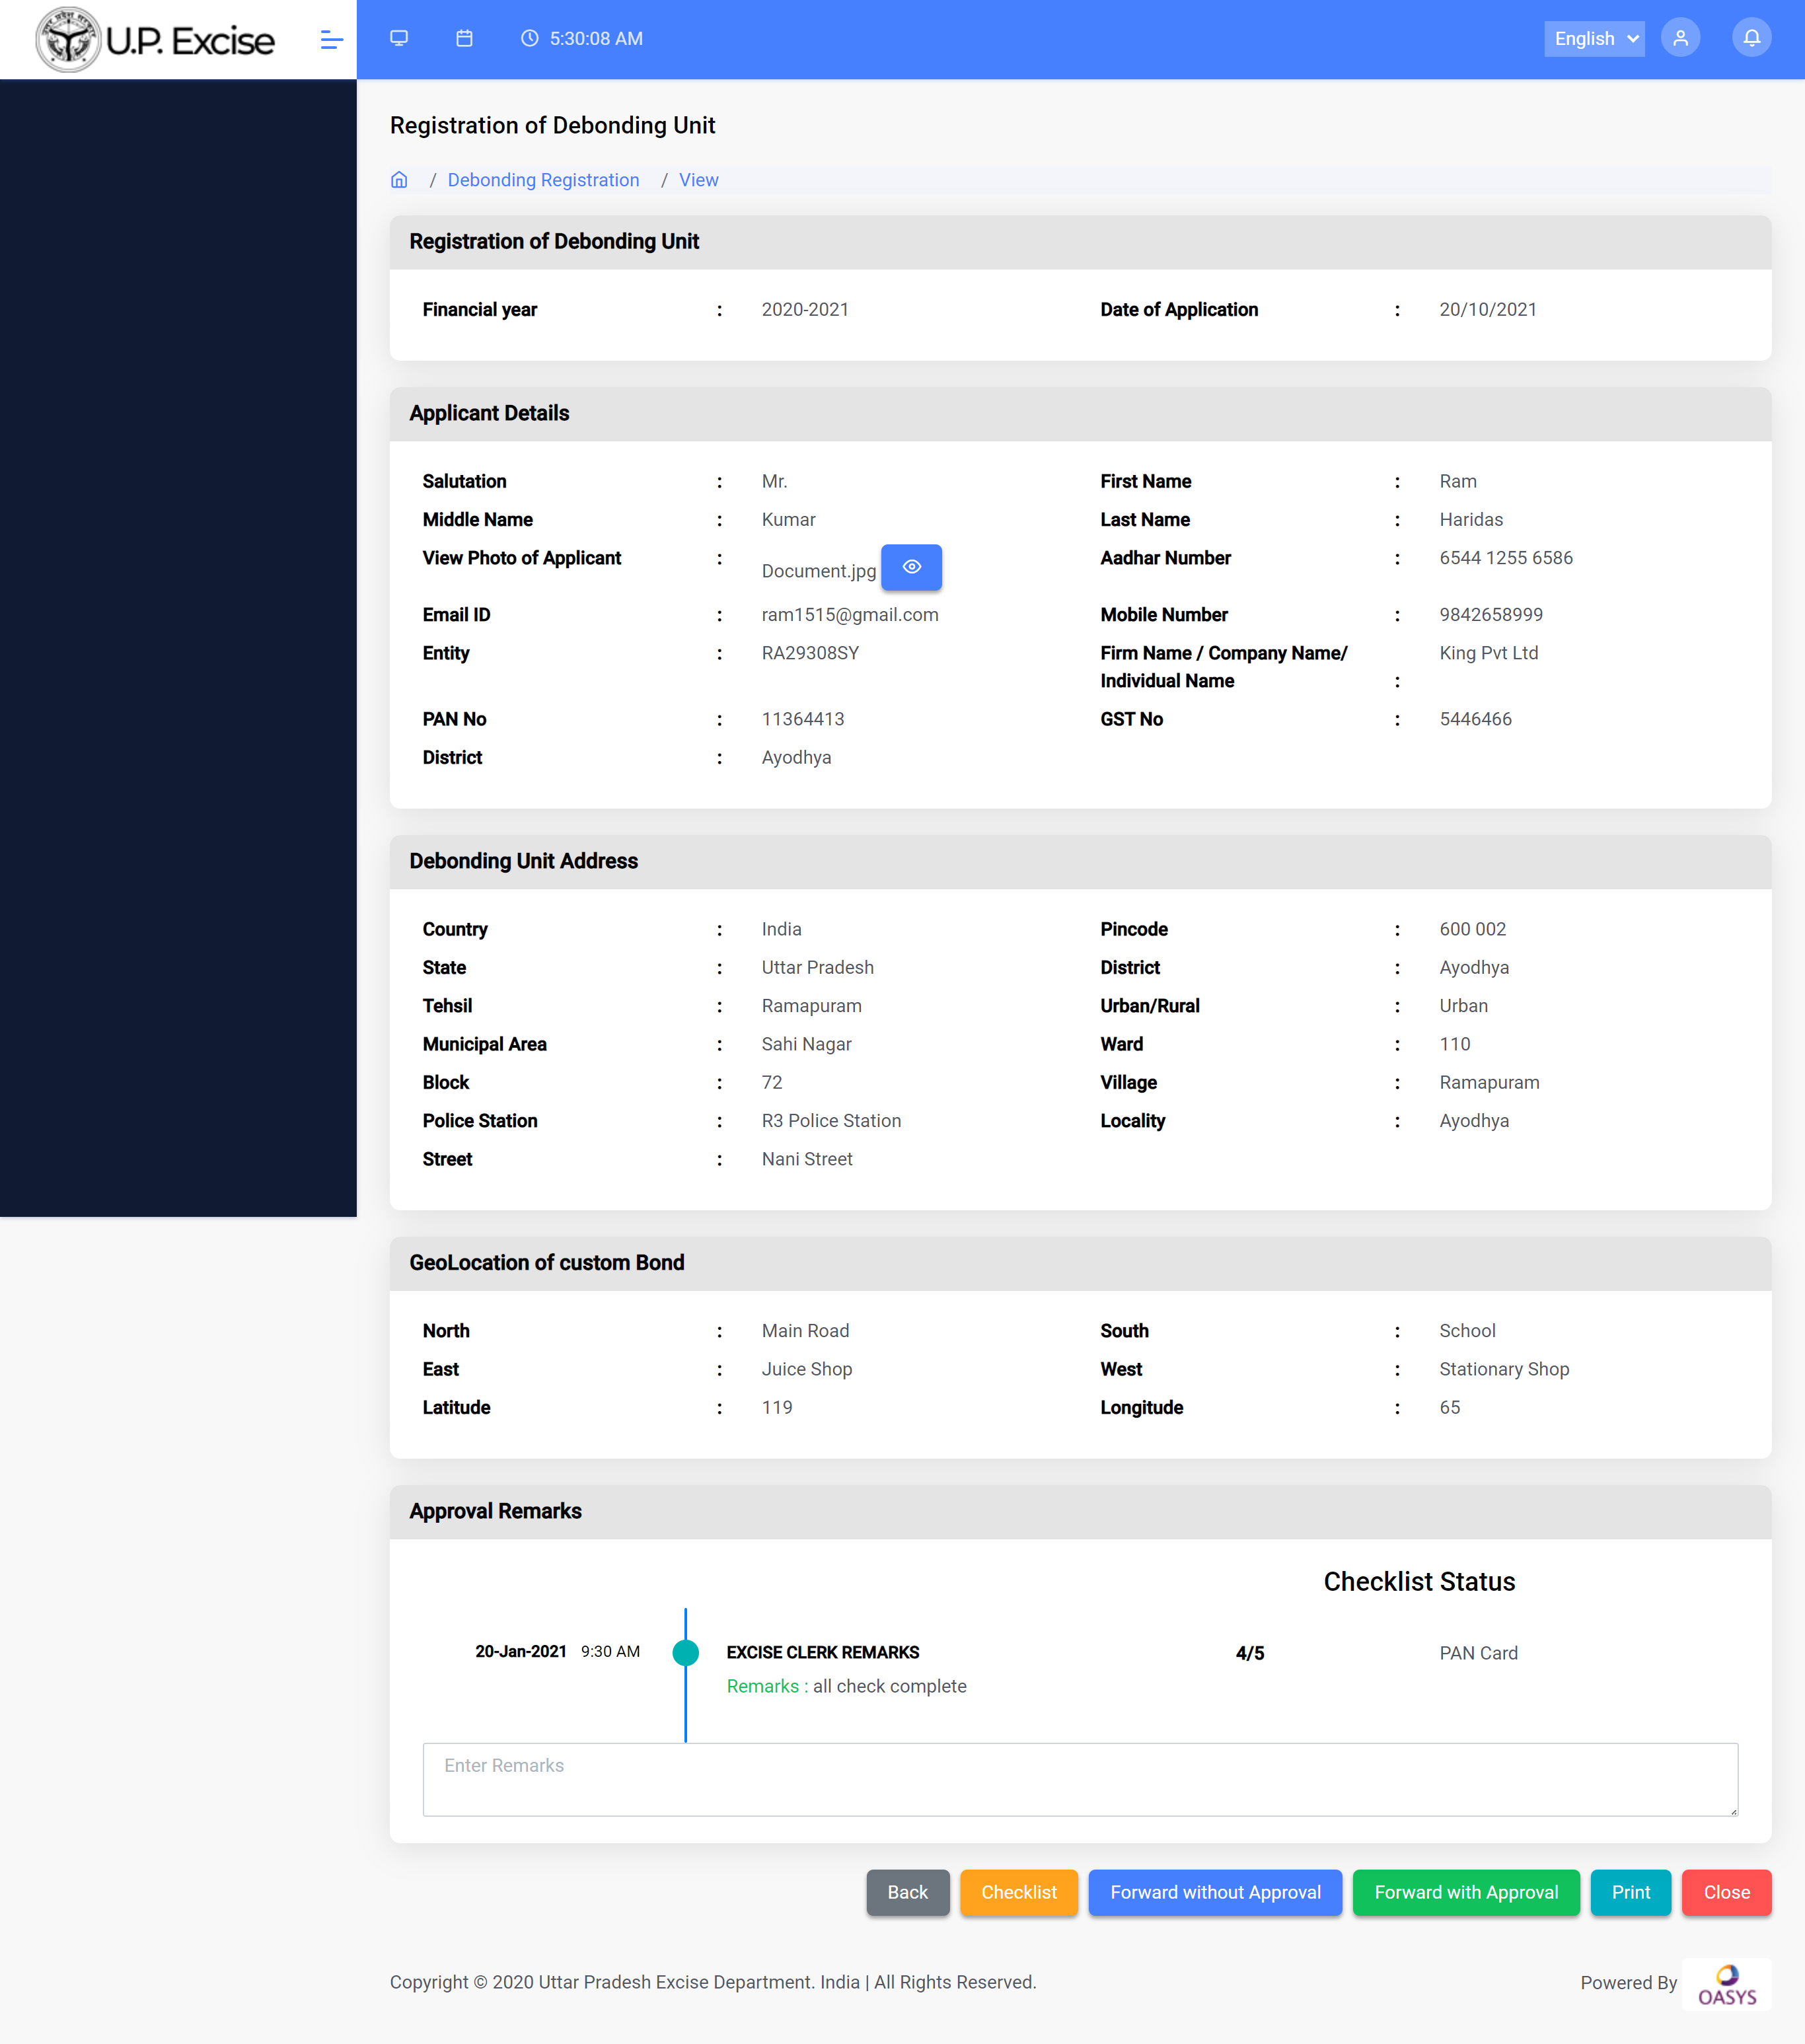 U.P. Excise
5:30:08 AM
English
Registration of Debonding Unit
/ Debonding Registration / View
Registration of Debonding Unit
Financial year : 2020-2021 Date of Application : 20/10/2021
Applicant Details
Salutation : Mr. First Name : Ram
Middle Name : Kumar Last Name : Haridas
View Photo of Applicant : Document.jpg Aadhar Number : 6544 1255 6586
Email ID : ram1515@gmail.com Mobile Number : 9842658999
Entity : RA29308SY Firm Name / Company Name/ King Pvt Ltd
Individual Name :
PAN No : 11364413 GST No : 5446466
District : Ayodhya
Debonding Unit Address
Country : India Pincode : 600 002
State : Uttar Pradesh District : Ayodhya
Tehsil : Ramapuram Urban/Rural : Urban
Municipal Area : Sahi Nagar Ward : 110
Block : 72 Village : Ramapuram
Police Station : R3 Police Station Locality : Ayodhya
Street : Nani Street
GeoLocation of custom Bond
North : Main Road South : School
East : Juice Shop West : Stationary Shop
Latitude : 119 Longitude : 65
Approval Remarks
Checklist Status
20-Jan-2021 9:30 AM EXCISE CLERK REMARKS 4/5 PAN Card
Remarks : all check complete
Enter Remarks
Back Checklist Forward without Approval Forward with Approval Print Close
Copyright © 2020 Uttar Pradesh Excise Department. India | All Rights Reserved. Powered By OASYS